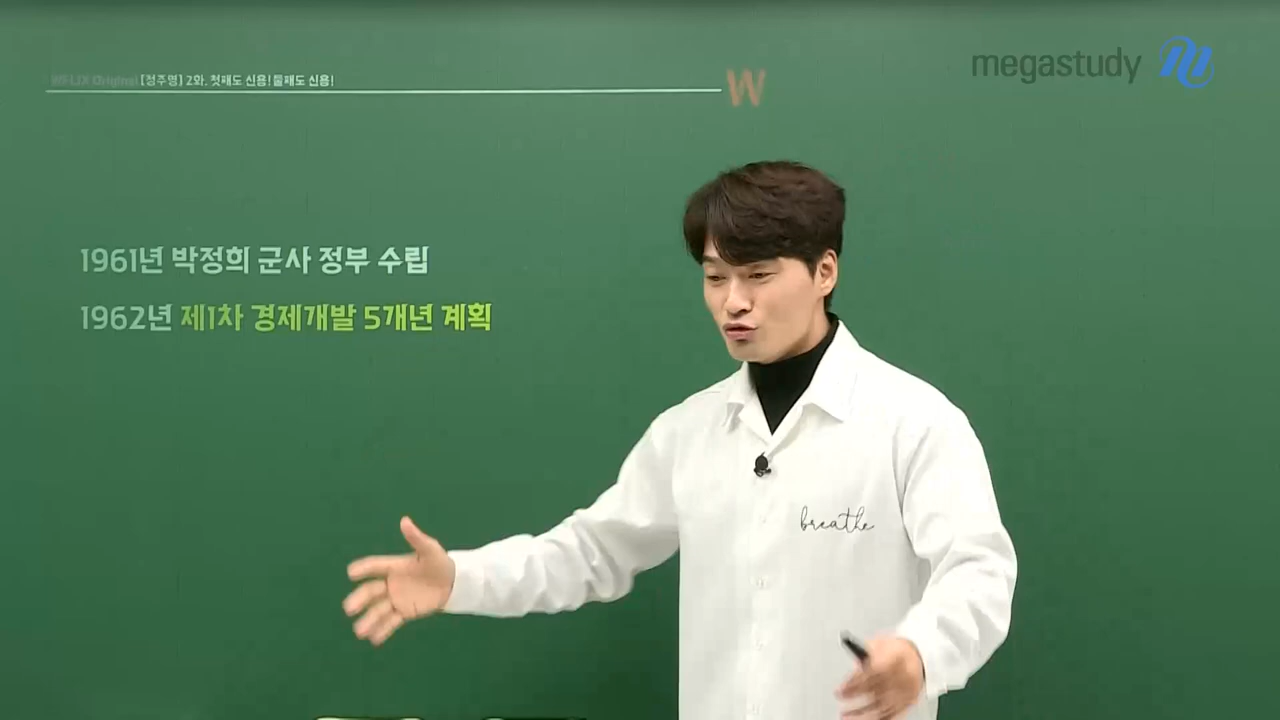 WFLIX Original [정주영] 2화. 첫째도 신용! 둘째도 신용!
W
megastudy
1961년 박정희 군사 정부 수립
1962년 제1차 경제개발 5개년 계획
breathe